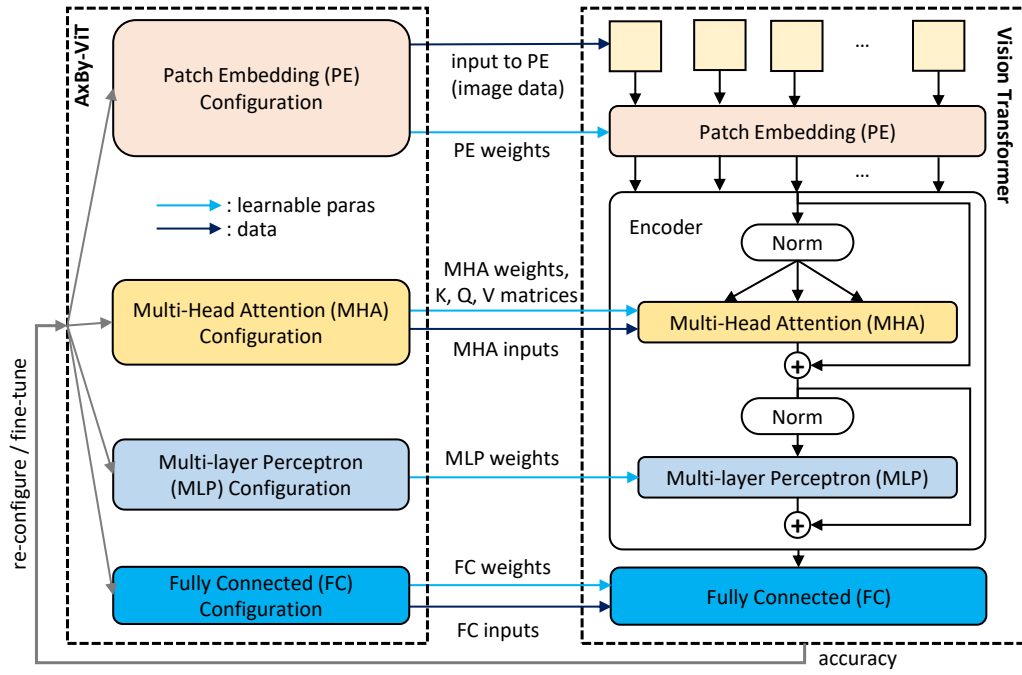 AxBy-ViT
Patch Embedding (PE)
Configuration
input to PE
(image data)
PE weights
: learnable paras
: data
Multi-Head Attention (MHA)
Configuration
MHA weights,
K, Q, V matrices
MHA inputs
Multi-layer Perceptron
(MLP) Configuration
MLP weights
Fully Connected (FC)
Configuration
FC weights
FC inputs
re-configure / fine-tune
Vision Transformer
...
Patch Embedding (PE)
...
Encoder
Norm
Multi-Head Attention (MHA)
+
Norm
Multi-layer Perceptron (MLP)
+
Fully Connected (FC)
accuracy